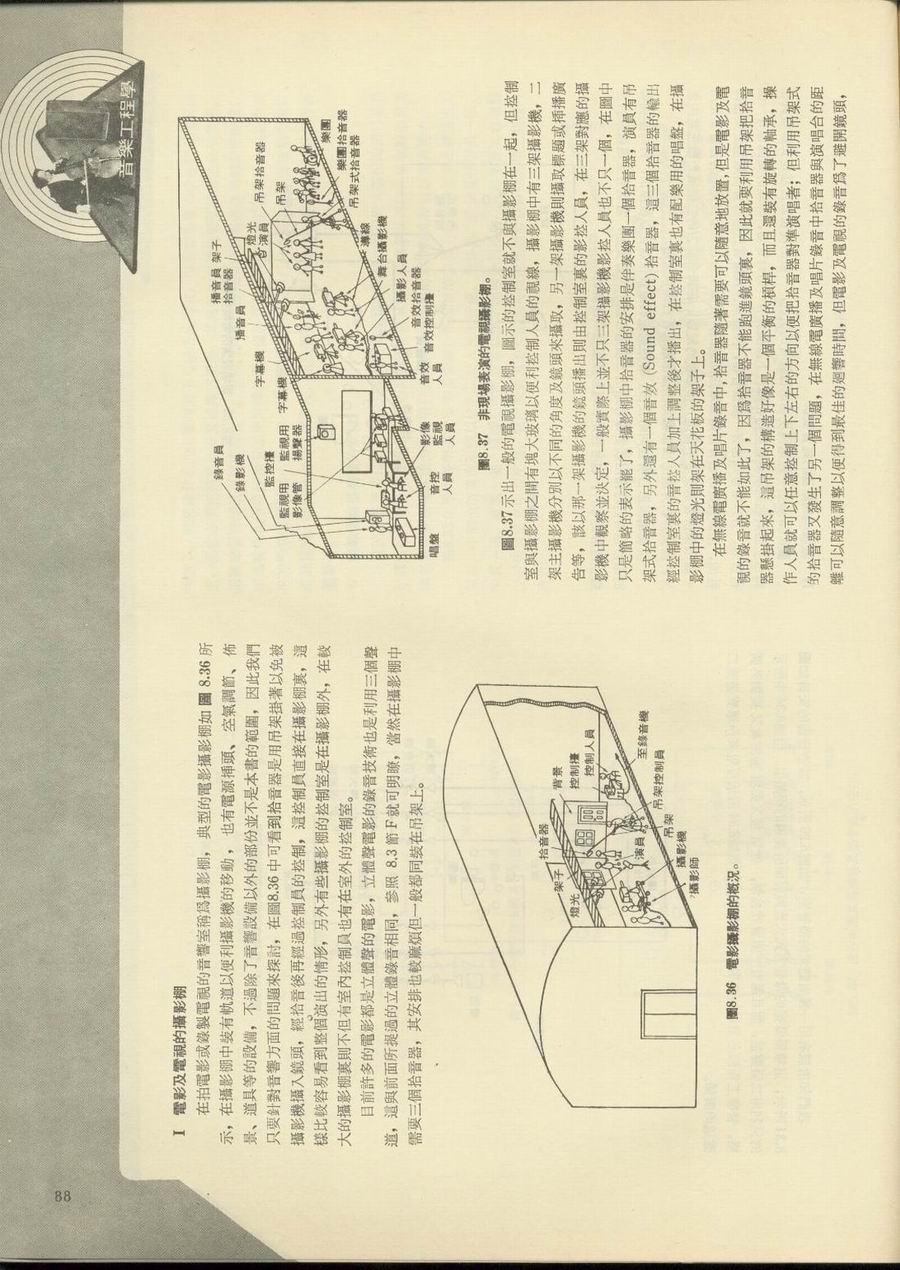 音樂工程學
I 電影及電視的攝影棚
在拍電影或錄製電視的音響室稱爲攝影棚，典型的電影攝影棚如 圖 8.36 所
示，在攝影棚中裝有軌道以便利攝影機的移動，也有電源插頭、空氣調節、佈
景、道具等的設備，不過除了音響設備以外的部份並不是本書的範圍，因此我們
只要針對音響方面的問題來探討，在圖8.36 中可看到拾音器是用吊架掛著以免被
攝影機攝入鏡頭，經拾音後再經過控制員的控制，這控制員直接在攝影棚裏，這
樣比較容易看到整個演出的情形，另外有些攝影棚的控制室是在攝影棚外，在較
大的攝影棚裏則不但有室內控制員也有在室外的控制室。
目前許多的電影都是立體聲的電影，立體聲電影的錄音技術也是利用三個聲
道，這與前面所提過的立體錄音相同，參照 8.3 節 F 就可明瞭，當然在攝影棚中
需要三個拾音器，其安排也較麻煩但一般都同裝在吊架上。
拾音器
架子
燈光
背景
控制檯
控制人員
至錄音機
吊架控制員
吊架
演員
攝影機
攝影師
圖8.36 電影攝影棚的概況。
錄音員
錄影機
監控檯
監視用
影像管
監視用
揚聲器
字幕機
字幕機
播音員
播音員
拾音器
架子
燈光
演員
吊架拾音器
吊架
樂團
樂團拾音器
吊架式拾音器
導線
舞台攝影機
攝影人員
音效拾音器
音效控制檯
音效
人員
影像
監視
人員
音控
人員
唱盤
圖8.37 非現場表演的電視攝影棚。
圖8.37示出一般的電視攝影棚，圖示的控制室就不與攝影棚在一起，但控制
室與攝影棚之間有塊大玻璃以便利控制人員的視線，攝影棚中有三架攝影機，二
架主攝影機分別以不同的角度及鏡頭來攝取，另一架攝影機則攝取標題或插播廣
告等，該以那一架攝影機的鏡頭播出則由控制室裏的影控人員，在三架對應的攝
影機中觀察並決定，一般實際上並不只三架攝影機影控人員也不只一個，在圖中
只是簡略的表示罷了，攝影棚中拾音器的安排是伴奏樂團一個拾音器，演員有吊
架式拾音器，另外還有一個音效 (Sound effect) 拾音器，這三個拾音器的輸出
經控制室裏的音控人員加上調整後才播出，在控制室裏也有配樂用的唱盤，在攝
影棚中的燈光則架在天花板的架子上。
在無線電廣播及唱片錄音中，拾音器隨著需要可以隨意地放置，但是電影及電
視的錄音就不能如此了，因爲拾音器不能跑進鏡頭裏，因此就要利用吊架把拾音
器懸掛起來，這吊架的構造好像是一個平衡的槓桿，而且還裝有旋轉的軸承，操
作人員就可以任意控制上下左右的方向以便把拾音器對準演唱者；但利用吊架式
的拾音器又發生了另一個問題，在無線電廣播及唱片錄音中拾音器與演唱台的距
離可以隨意調整以便得到最佳的廻響時間，但電影及電視的錄音爲了避開鏡頭，
88